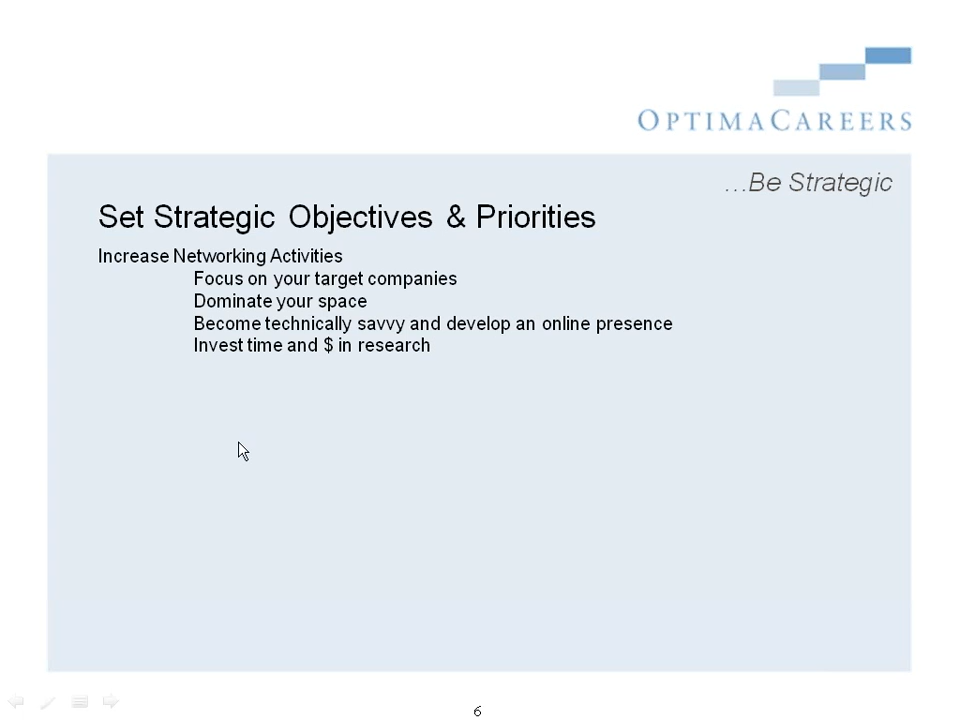 OPTIMACAREERS
...Be Strategic
Set Strategic Objectives & Priorities
Increase Networking Activities
Focus on your target companies
Dominate your space
Become technically savvy and develop an online presence
Invest time and $ in research
6